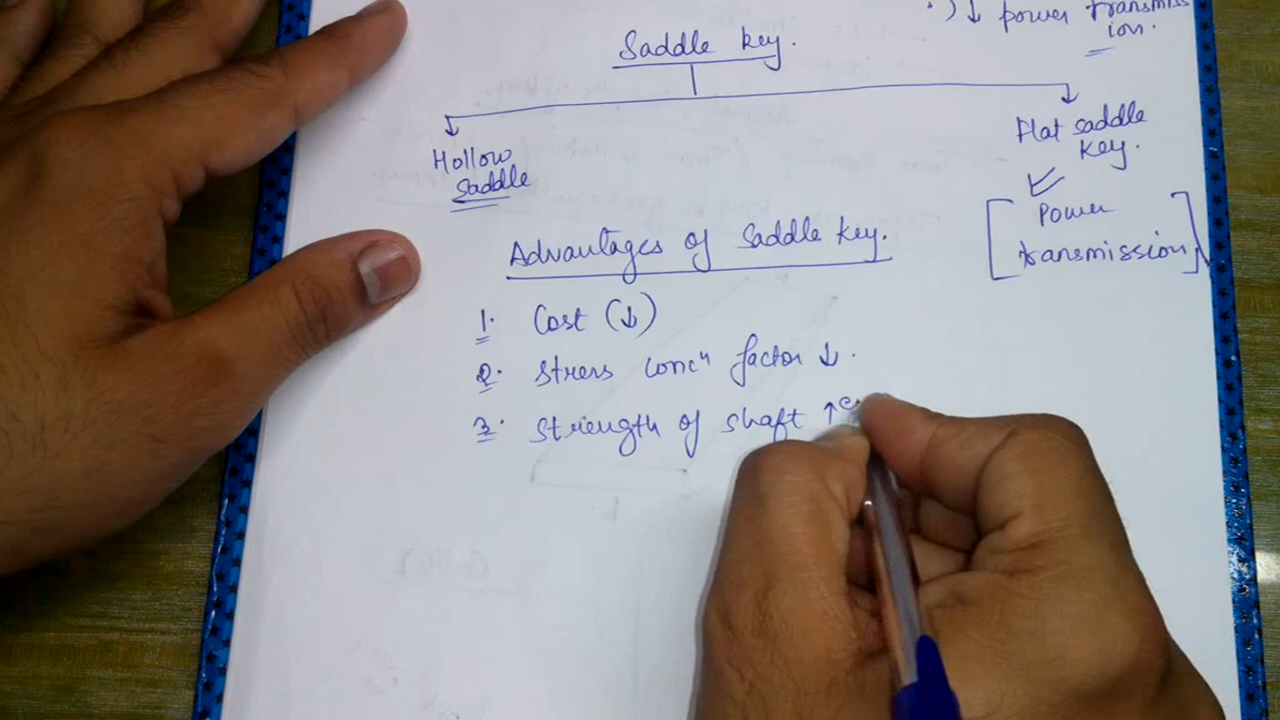 ·) ↓ power transmiss
ion.
Saddle key.
Hollow
Saddle
Flat saddle
key.
Power
transmission
Advantages of Saddle key.
1. Cost (↓)
2. Stress concⁿ factor ↓.
3. Strength of shaft ↑